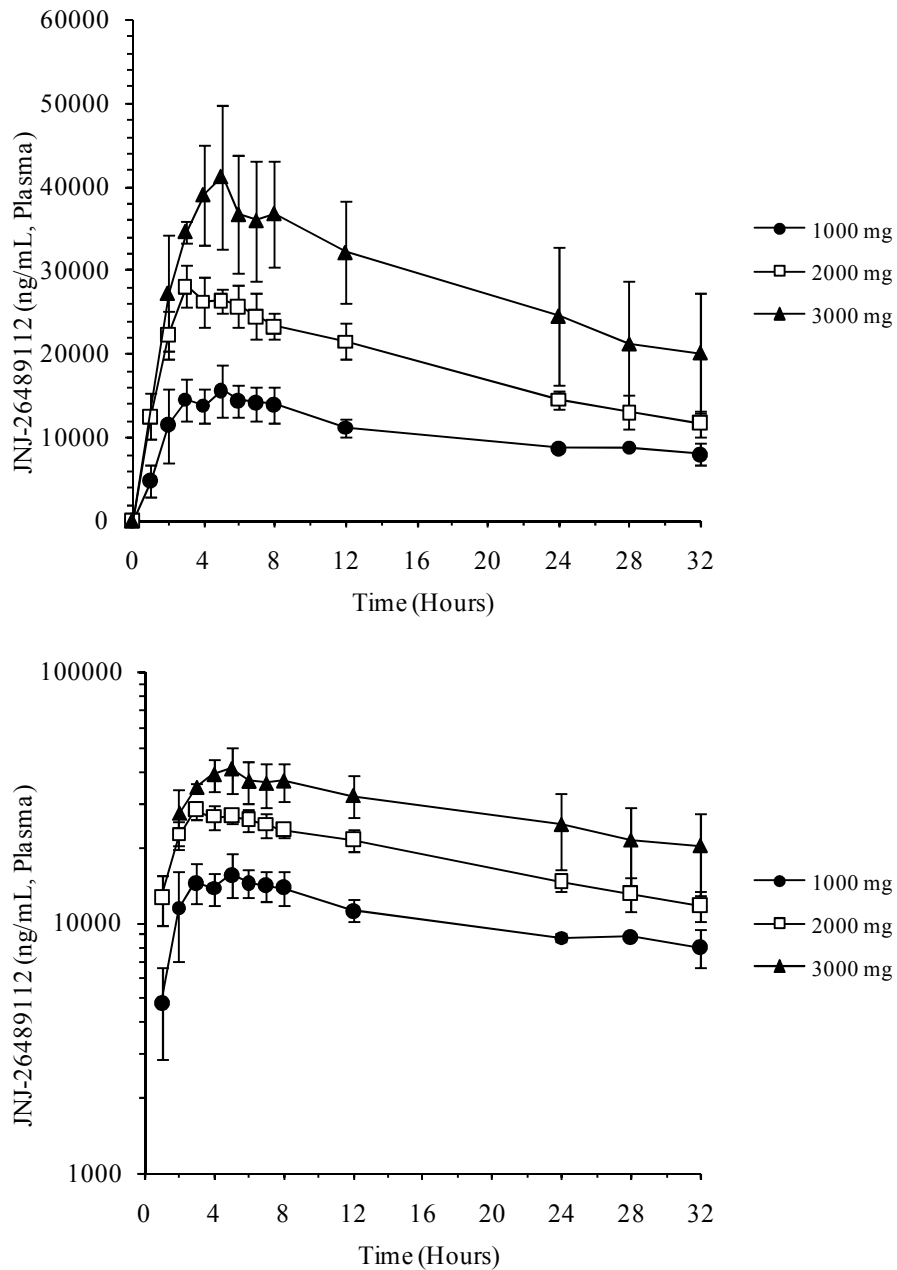 60000
50000
40000
30000
20000
10000
0
JNJ-26489112 (ng/mL, Plasma)
0 4 8 12 16 20 24 28 32
Time (Hours)
1000 mg
2000 mg
3000 mg
100000
10000
1000
JNJ-26489112 (ng/mL, Plasma)
0 4 8 12 16 20 24 28 32
Time (Hours)
1000 mg
2000 mg
3000 mg